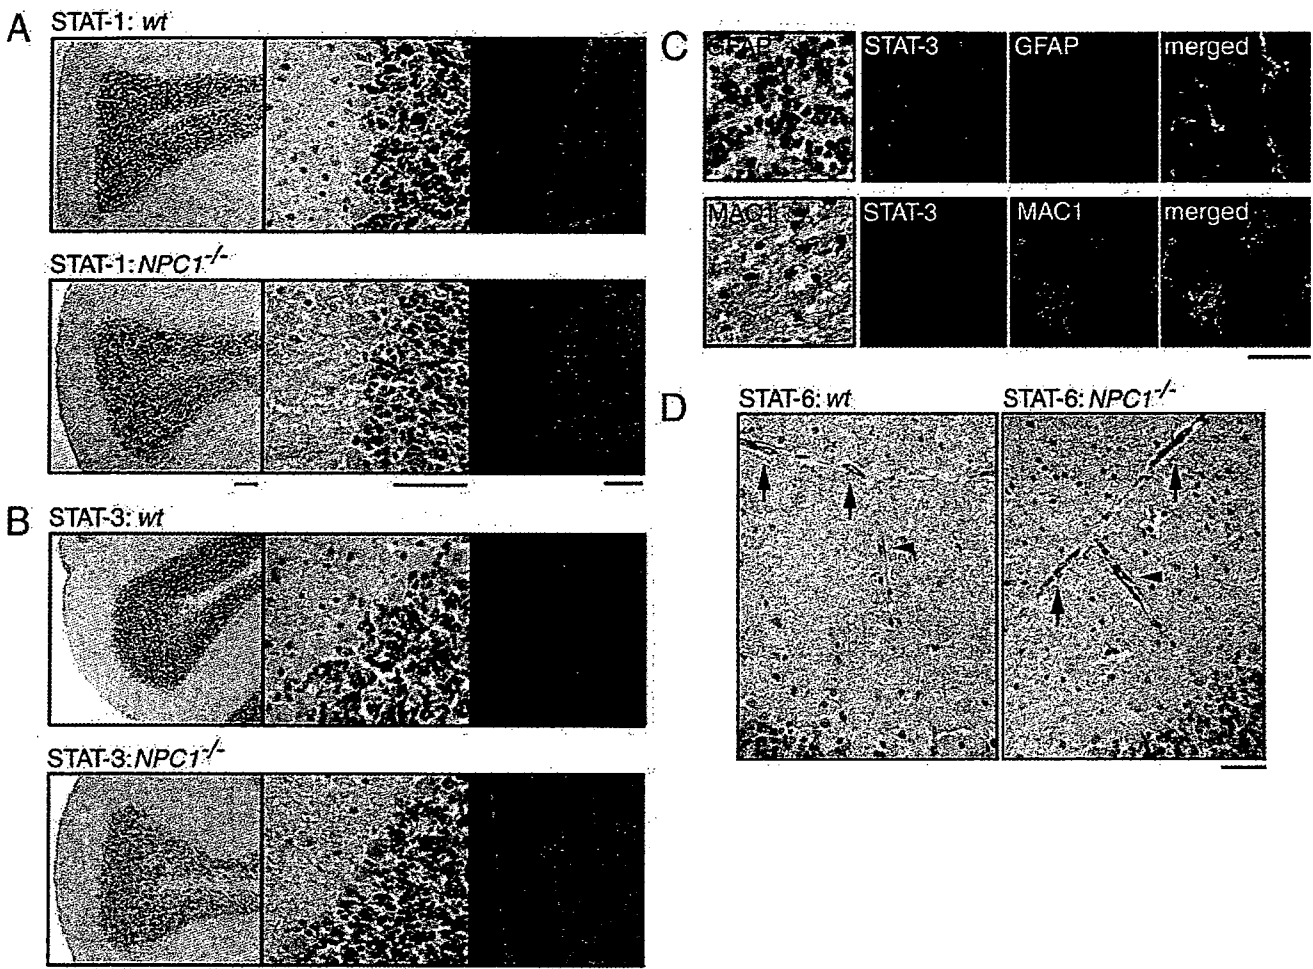 A
STAT-1: wt
STAT-1: NPC1-/-
B
STAT-3: wt
STAT-3: NPC1-/-
C
GFAP STAT-3 GFAP merged
MAC1 STAT-3 MAC1 merged
D
STAT-6: wt STAT-6: NPC1-/-